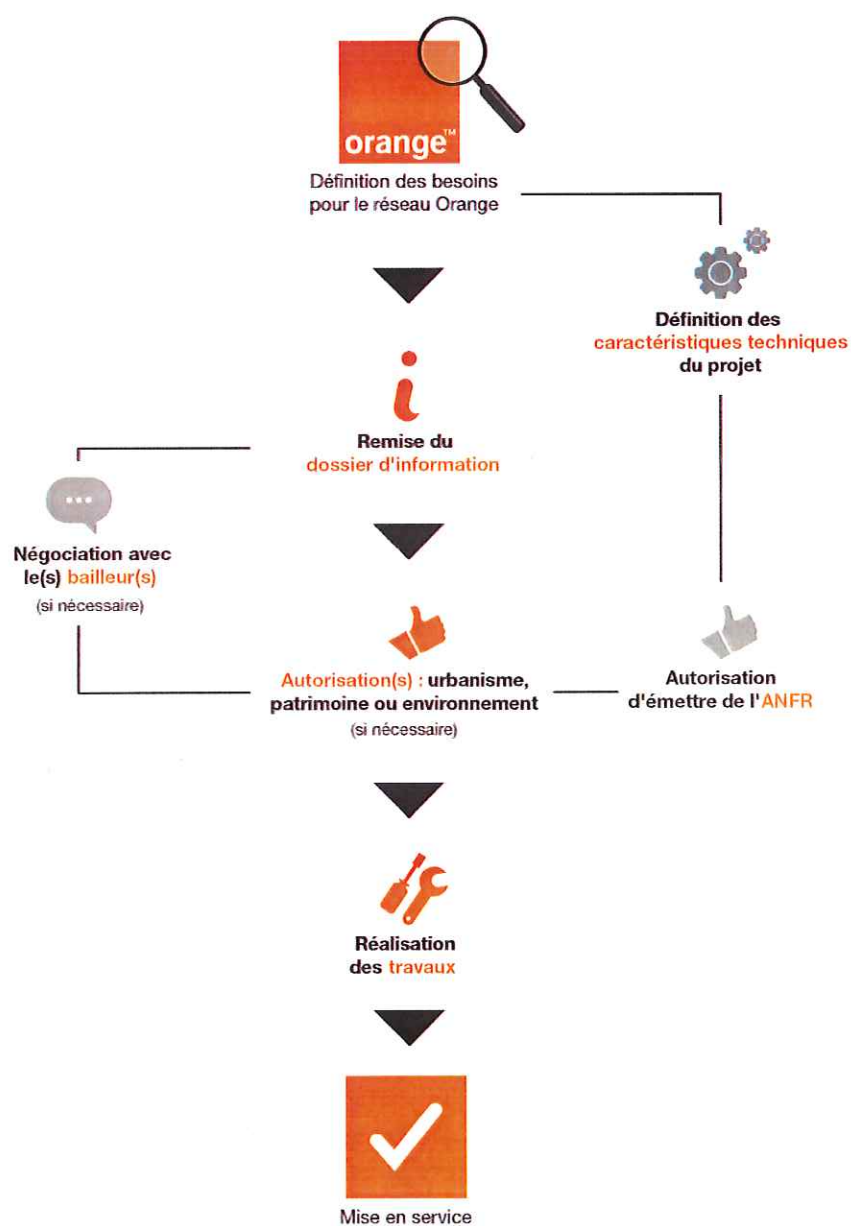 orange™
Définition des besoins
pour le réseau Orange
Définition des
caractéristiques techniques
du projet
Remise du
dossier d'information
Négociation avec
le(s) bailleur(s)
(si nécessaire)
Autorisation(s) : urbanisme,
patrimoine ou environnement
(si nécessaire)
Autorisation
d'émettre de l'ANFR
Réalisation
des travaux
Mise en service